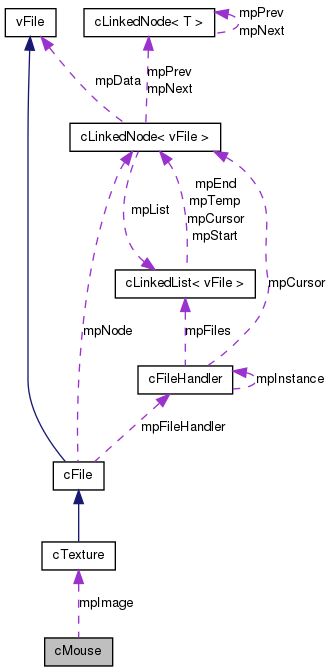 vFile
cLinkedNode< T >
mpPrev
mpNext
mpData
mpPrev
mpNext
cLinkedNode< vFile >
mpEnd
mpTemp
mpCursor
mpStart
mpList
cLinkedList< vFile >
mpCursor
mpNode
mpFiles
cFileHandler
mpInstance
mpFileHandler
cFile
cTexture
mpImage
cMouse